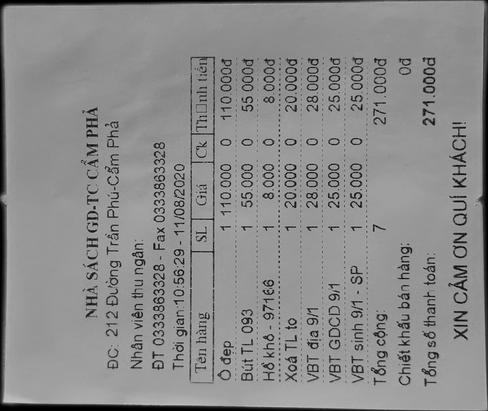 NHÀ SÁCH GD-TC CẨM PHẢ
ĐC: 212 Đường Trần Phú-Cẩm Phả
Nhân viên thu ngân:
ĐT 0333863328 - Fax 0333863328
Thời gian:10:56:29 - 11/08/2020
Tên hàng SL Giá Ck Th□nh tiền
Ô đẹp 1 110.000 0 110.000đ
Bút TL 093 1 55.000 0 55.000đ
Hồ khô - 97166 1 8.000 0 8.000đ
Xoá TL to 1 20.000 0 20.000đ
VBT địa 9/1 1 28.000 0 28.000đ
VBT GDCD 9/1 1 25.000 0 25.000đ
VBT sinh 9/1 - SP 1 25.000 0 25.000đ
Tổng cộng: 7 271.000đ
Chiết khấu bán hàng: 0đ
Tổng số thanh toán: 271.000đ
XIN CẢM ƠN QUÍ KHÁCH!